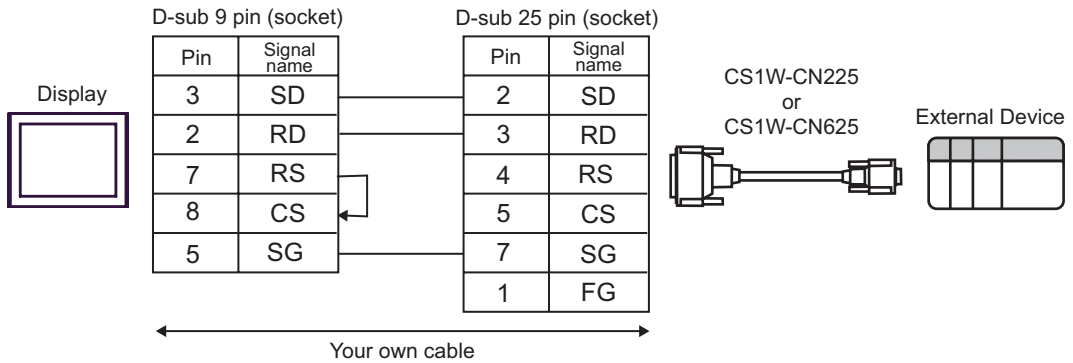 D-sub 9 pin (socket)
D-sub 25 pin (socket)
Display
Pin Signal name
3 SD
2 RD
7 RS
8 CS
5 SG
Pin Signal name
2 SD
3 RD
4 RS
5 CS
7 SG
1 FG
CS1W-CN225
or
CS1W-CN625
External Device
Your own cable